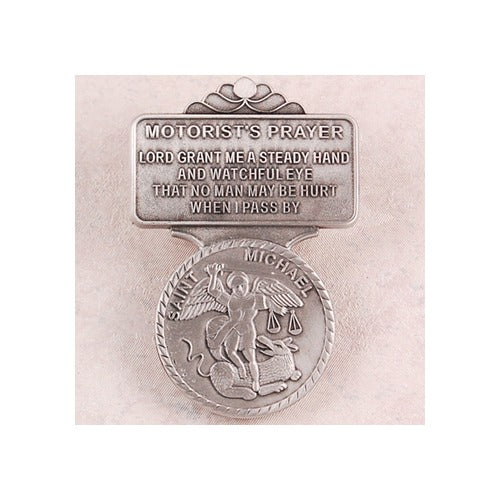 MOTORIST'S PRAYER
LORD GRANT ME A STEADY HAND
AND WATCHFUL EYE
THAT NO MAN MAY BE HURT
WHEN I PASS BY
SAINT MICHAEL